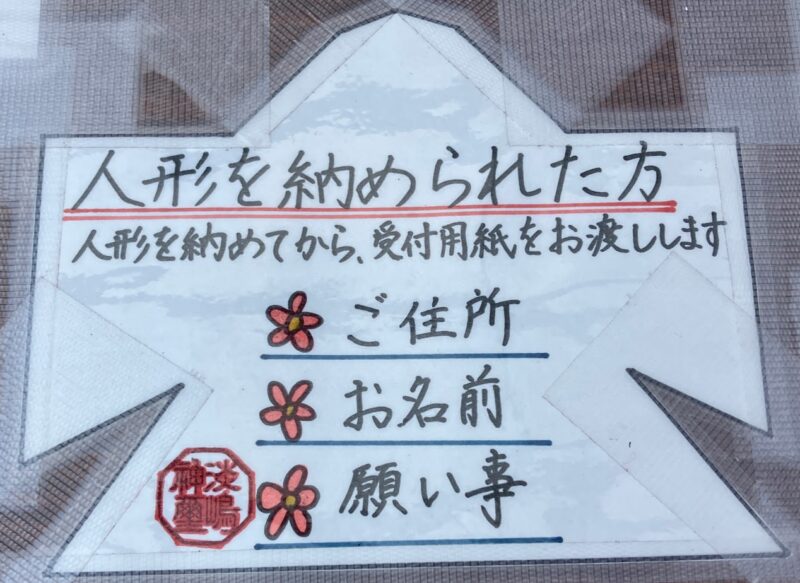 人形を納められた方
人形を納めてから、受付用紙をお渡しします
ご住所
お名前
願い事
淡嶋
神璽